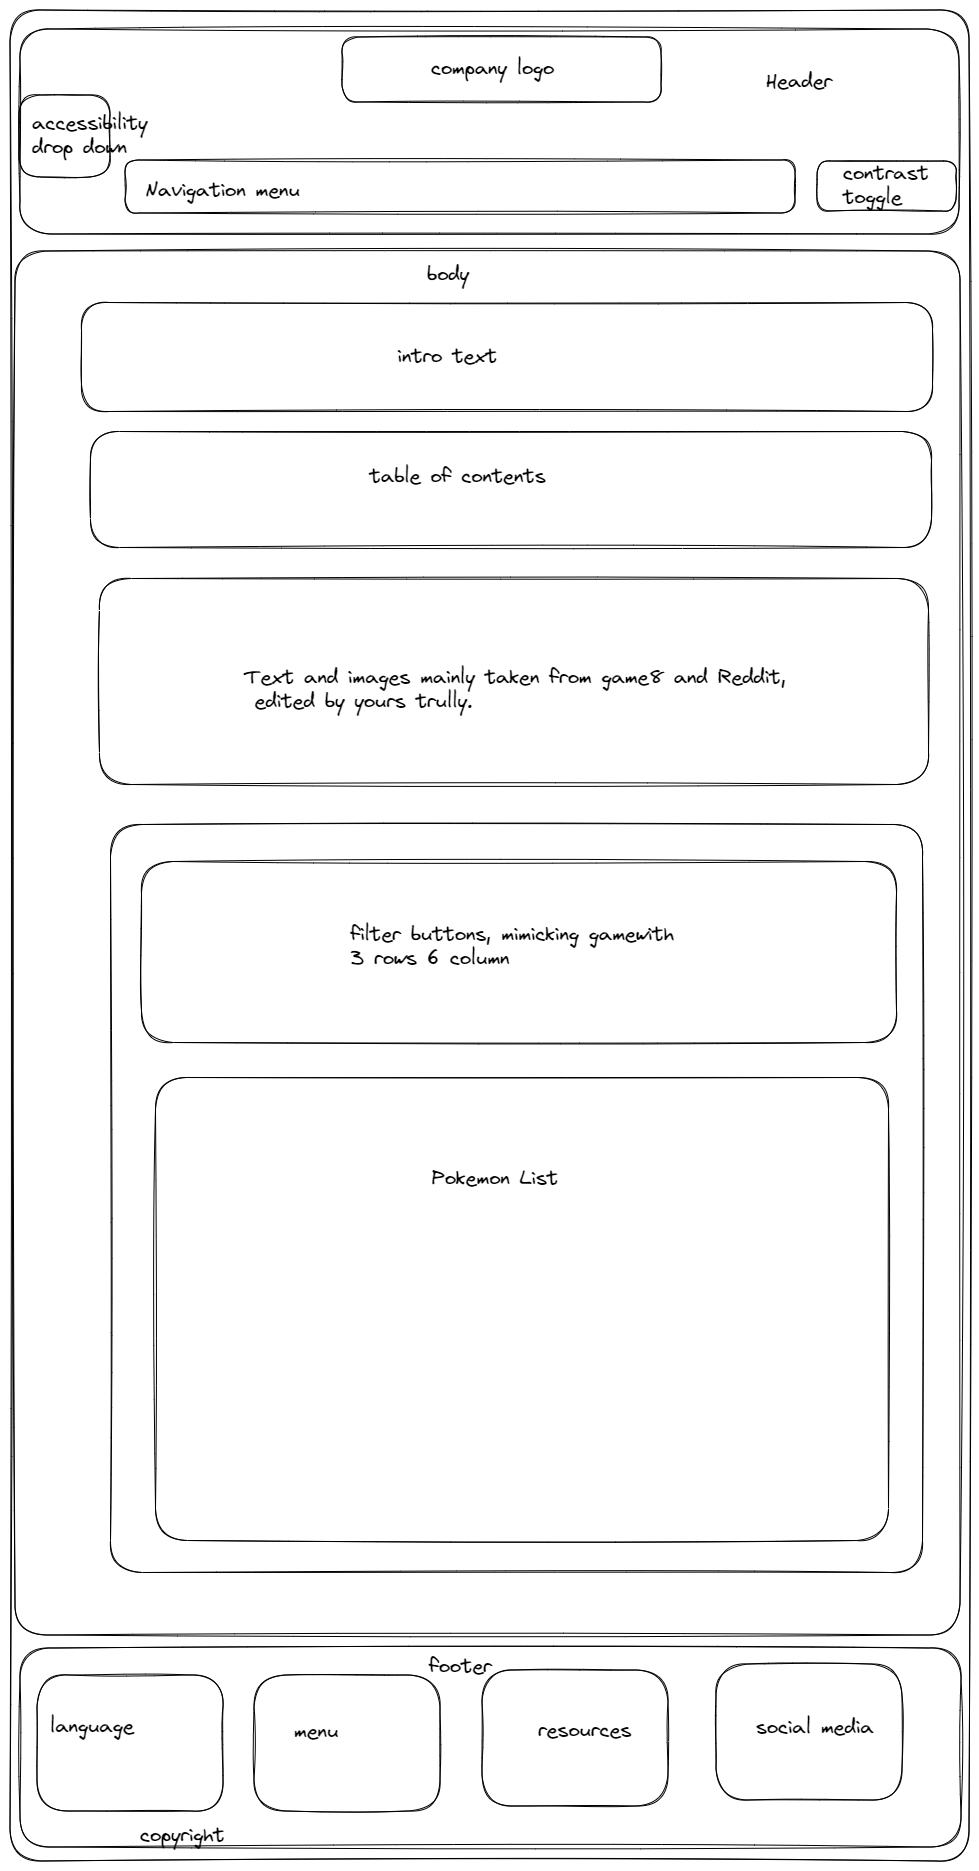 company logo
Header
accessibility
drop down
Navigation menu
contrast
toggle
body
intro text
table of contents
Text and images mainly taken from game8 and Reddit,
edited by yours trully.
filter buttons, mimicking gamewith
3 rows 6 column
Pokemon List
footer
language
menu
resources
social media
copyright